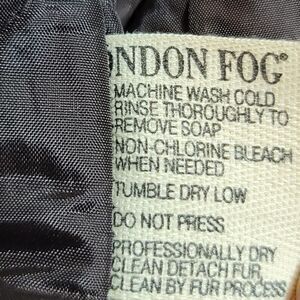 ONDON FOG®
MACHINE WASH COLD
RINSE THOROUGHLY TO
REMOVE SOAP
NON-CHLORINE BLEACH
WHEN NEEDED
TUMBLE DRY LOW
DO NOT PRESS
PROFESSIONALLY DRY
CLEAN DETACH FUR
CLEAN BY FUR PROCESS